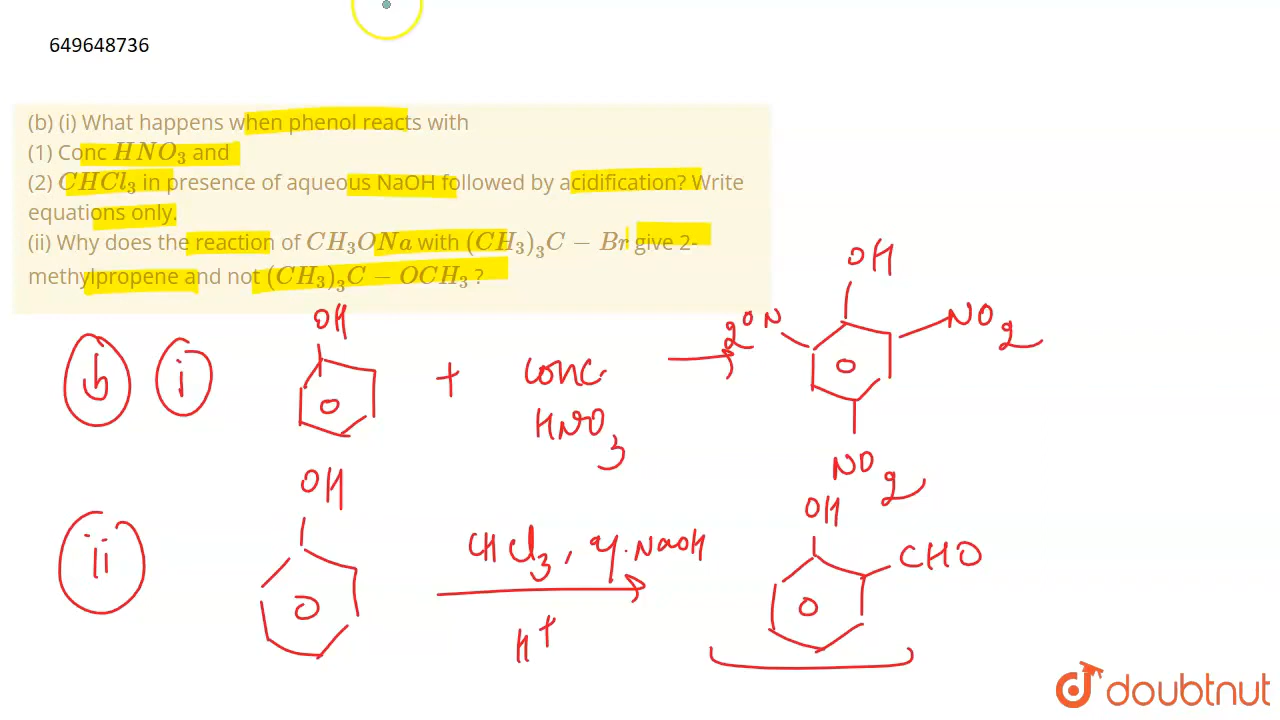 649648736
(b) (i) What happens when phenol reacts with
(1) Conc HNO₃ and
(2) CHCl₃ in presence of aqueous NaOH followed by acidification? Write
equations only.
(ii) Why does the reaction of CH₃ONa with (CH₃)₃C − Br give 2-
methylpropene and not (CH₃)₃C − OCH₃ ?
b i
OH
+ conc.
HNO₃
OH
₂ON
NO₂
NO₂
ii
OH
CHCl₃, aq. NaOH
H⁺
OH
CHO
doubtnut